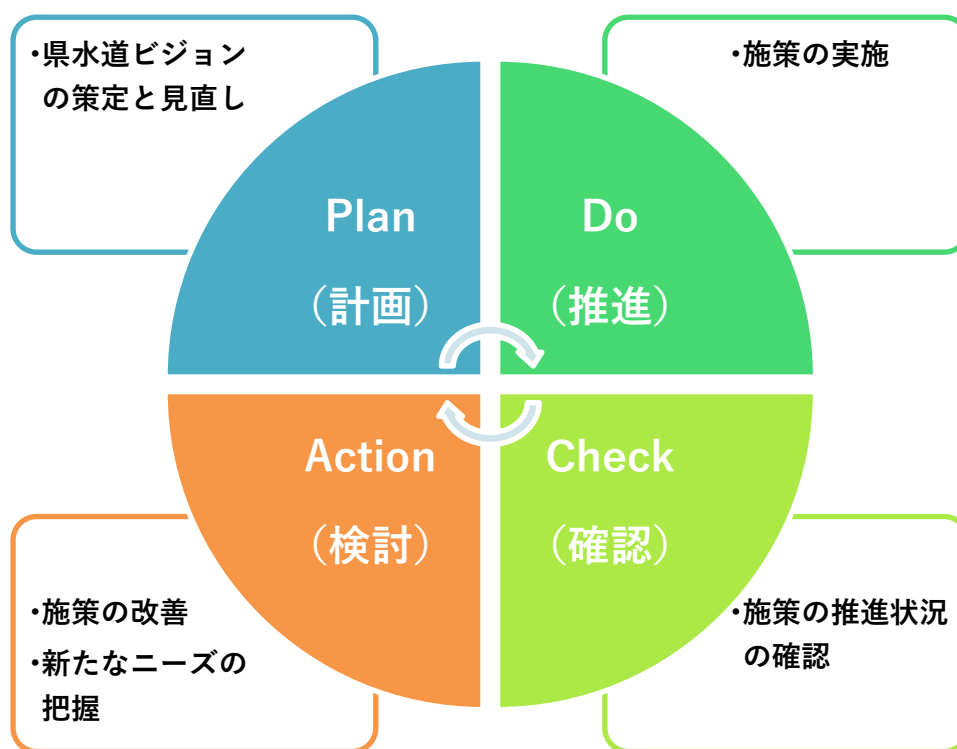 ・県水道ビジョン
の策定と見直し
・施策の実施
Plan
（計画）
Do
（推進）
Action
（検討）
Check
（確認）
・施策の改善
・新たなニーズの
把握
・施策の推進状況
の確認